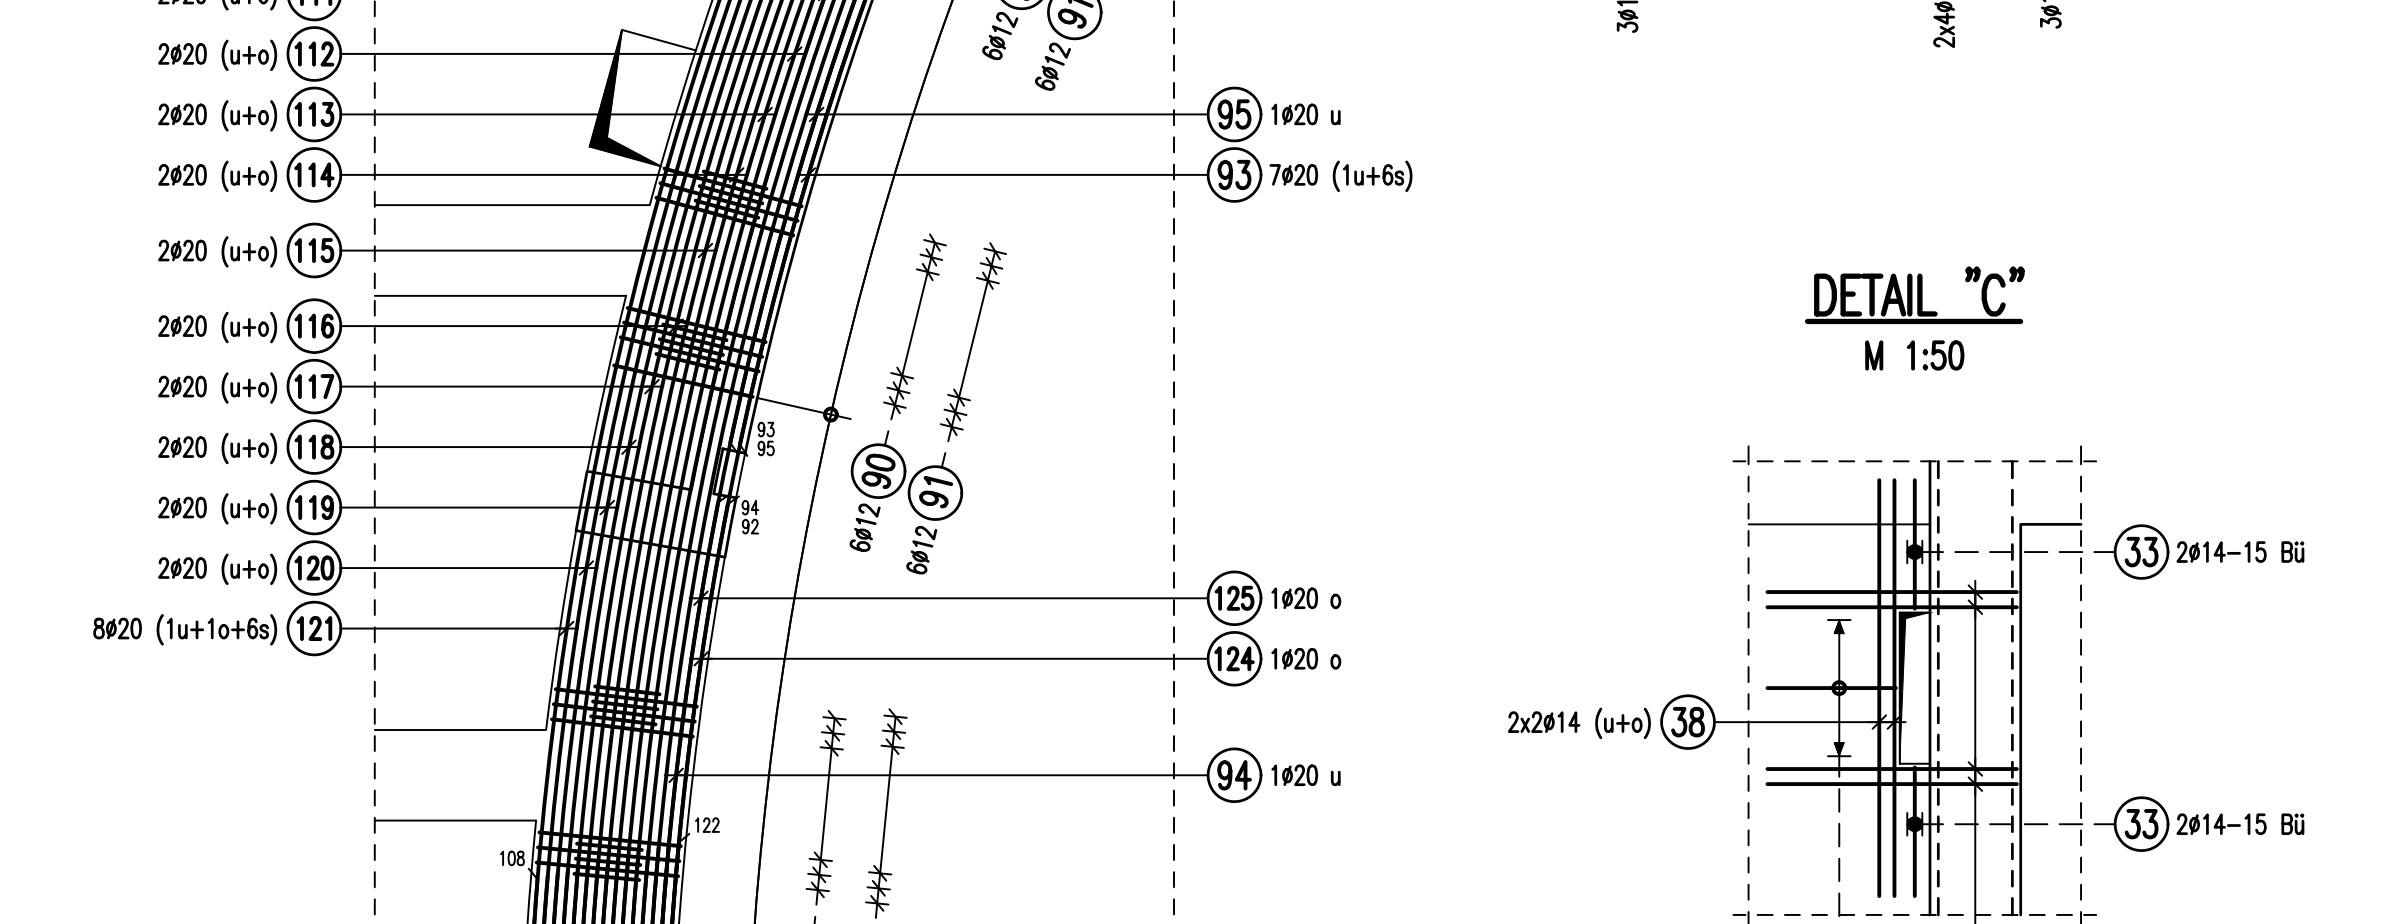 2ø20 (u+o) 112
2ø20 (u+o) 113
2ø20 (u+o) 114
2ø20 (u+o) 115
2ø20 (u+o) 116
2ø20 (u+o) 117
2ø20 (u+o) 118
2ø20 (u+o) 119
2ø20 (u+o) 120
8ø20 (1u+1o+6s) 121
6ø12
6ø12 91
95 1ø20 u
93 7ø20 (1u+6s)
93
95
94
92
6ø12 90
6ø12 91
125 1ø20 o
124 1ø20 o
94 1ø20 u
122
108
DETAIL "C"
M 1:50
33 2ø14-15 Bü
2x2ø14 (u+o) 38
33 2ø14-15 Bü